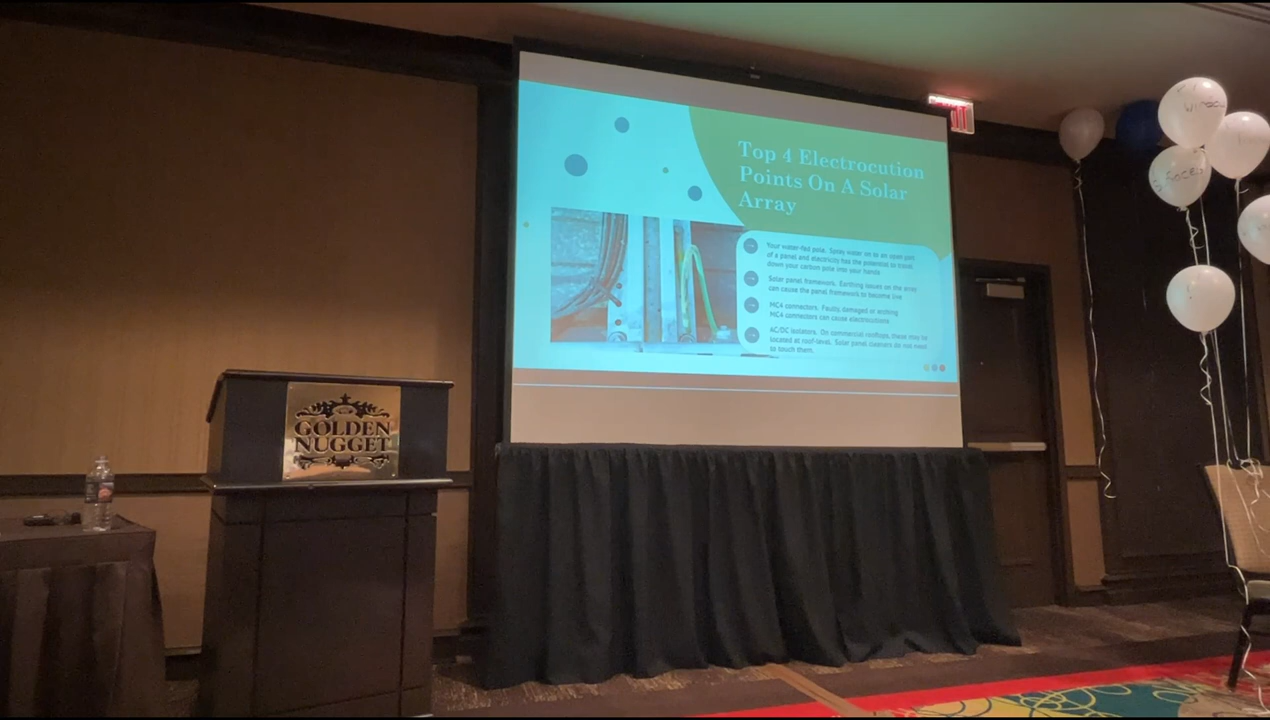 Top 4 Electrocution
Points On A Solar
Array
Your water-fed pole. Spray water on to an open part
of a panel and electricity has the potential to travel
down your carbon pole into your hands
Solar panel framework. Earthing issues on the array
can cause the panel framework to become live
MC4 connectors. Faulty, damaged or arching
MC4 connectors can cause electrocutions
AC/DC isolators. On commercial rooftops, these may be
located at roof-level. Solar panel cleaners do not need
to touch them.
GOLDEN
NUGGET